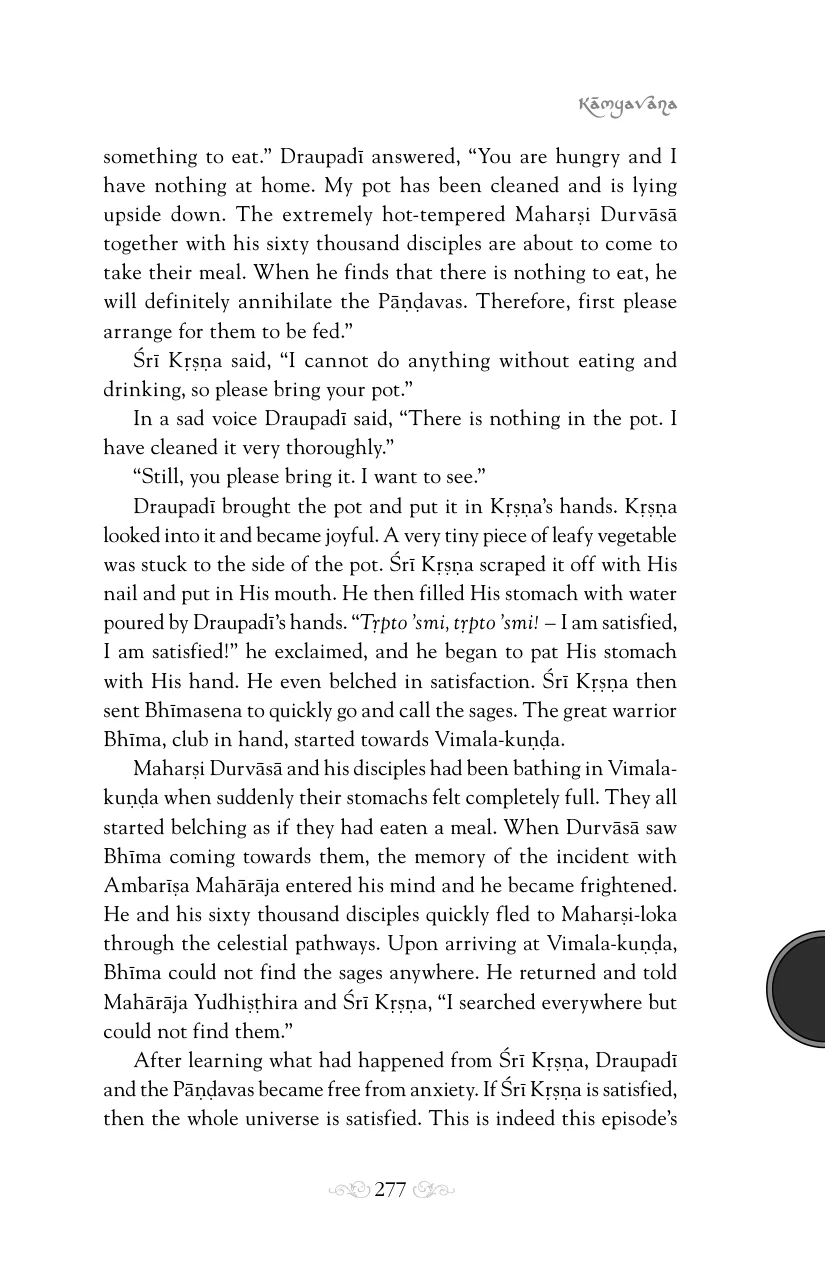 Kāmyavāṇa
something to eat.” Draupadī answered, “You are hungry and I
have nothing at home. My pot has been cleaned and is lying
upside down. The extremely hot-tempered Maharṣi Durvāsā
together with his sixty thousand disciples are about to come to
take their meal. When he finds that there is nothing to eat, he
will definitely annihilate the Pāṇḍavas. Therefore, first please
arrange for them to be fed.”
Śrī Kṛṣṇa said, “I cannot do anything without eating and
drinking, so please bring your pot.”
In a sad voice Draupadī said, “There is nothing in the pot. I
have cleaned it very thoroughly.”
“Still, you please bring it. I want to see.”
Draupadī brought the pot and put it in Kṛṣṇa’s hands. Kṛṣṇa
looked into it and became joyful. A very tiny piece of leafy vegetable
was stuck to the side of the pot. Śrī Kṛṣṇa scraped it off with His
nail and put in His mouth. He then filled His stomach with water
poured by Draupadī’s hands. “Tṛpto ’smi, tṛpto ’smi! – I am satisfied,
I am satisfied!” he exclaimed, and he began to pat His stomach
with His hand. He even belched in satisfaction. Śrī Kṛṣṇa then
sent Bhīmasena to quickly go and call the sages. The great warrior
Bhīma, club in hand, started towards Vimala-kuṇḍa.
Maharṣi Durvāsā and his disciples had been bathing in Vimala-
kuṇḍa when suddenly their stomachs felt completely full. They all
started belching as if they had eaten a meal. When Durvāsā saw
Bhīma coming towards them, the memory of the incident with
Ambarīṣa Mahārāja entered his mind and he became frightened.
He and his sixty thousand disciples quickly fled to Maharṣi-loka
through the celestial pathways. Upon arriving at Vimala-kuṇḍa,
Bhīma could not find the sages anywhere. He returned and told
Mahārāja Yudhiṣṭhira and Śrī Kṛṣṇa, “I searched everywhere but
could not find them.”
After learning what had happened from Śrī Kṛṣṇa, Draupadī
and the Pāṇḍavas became free from anxiety. If Śrī Kṛṣṇa is satisfied,
then the whole universe is satisfied. This is indeed this episode’s
277